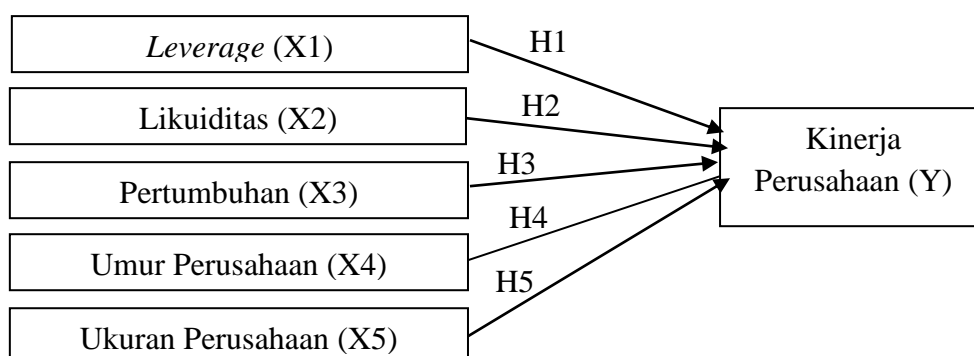 Leverage (X1)
H1
Likuiditas (X2)
H2
Kinerja
Perusahaan (Y)
Pertumbuhan (X3)
H3
Umur Perusahaan (X4)
H4
Ukuran Perusahaan (X5)
H5